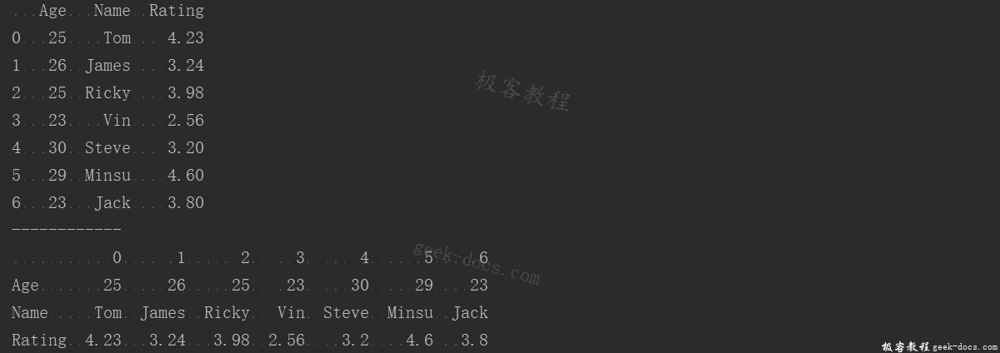 Age Name Rating
0 25 Tom 4.23
1 26 James 3.24
2 25 Ricky 3.98
3 23 Vin 2.56
4 30 Steve 3.20
5 29 Minsu 4.60
6 23 Jack 3.80
------------
0 1 2 3 4 5 6
Age 25 26 25 23 30 29 23
Name Tom James Ricky Vin Steve Minsu Jack
Rating 4.23 3.24 3.98 2.56 3.2 4.6 3.8
极客教程
geek-docs.com
极客教程 geek-docs.com